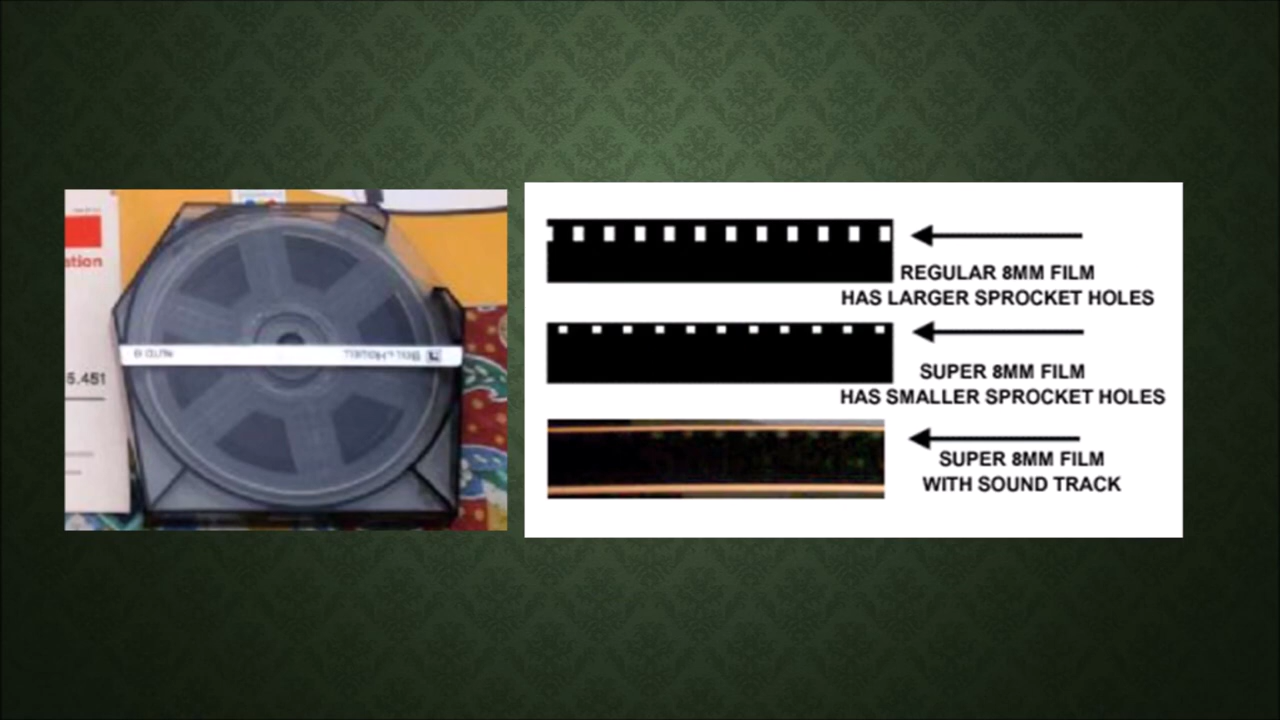 ation
5.451
REGULAR 8MM FILM
HAS LARGER SPROCKET HOLES
SUPER 8MM FILM
HAS SMALLER SPROCKET HOLES
SUPER 8MM FILM
WITH SOUND TRACK